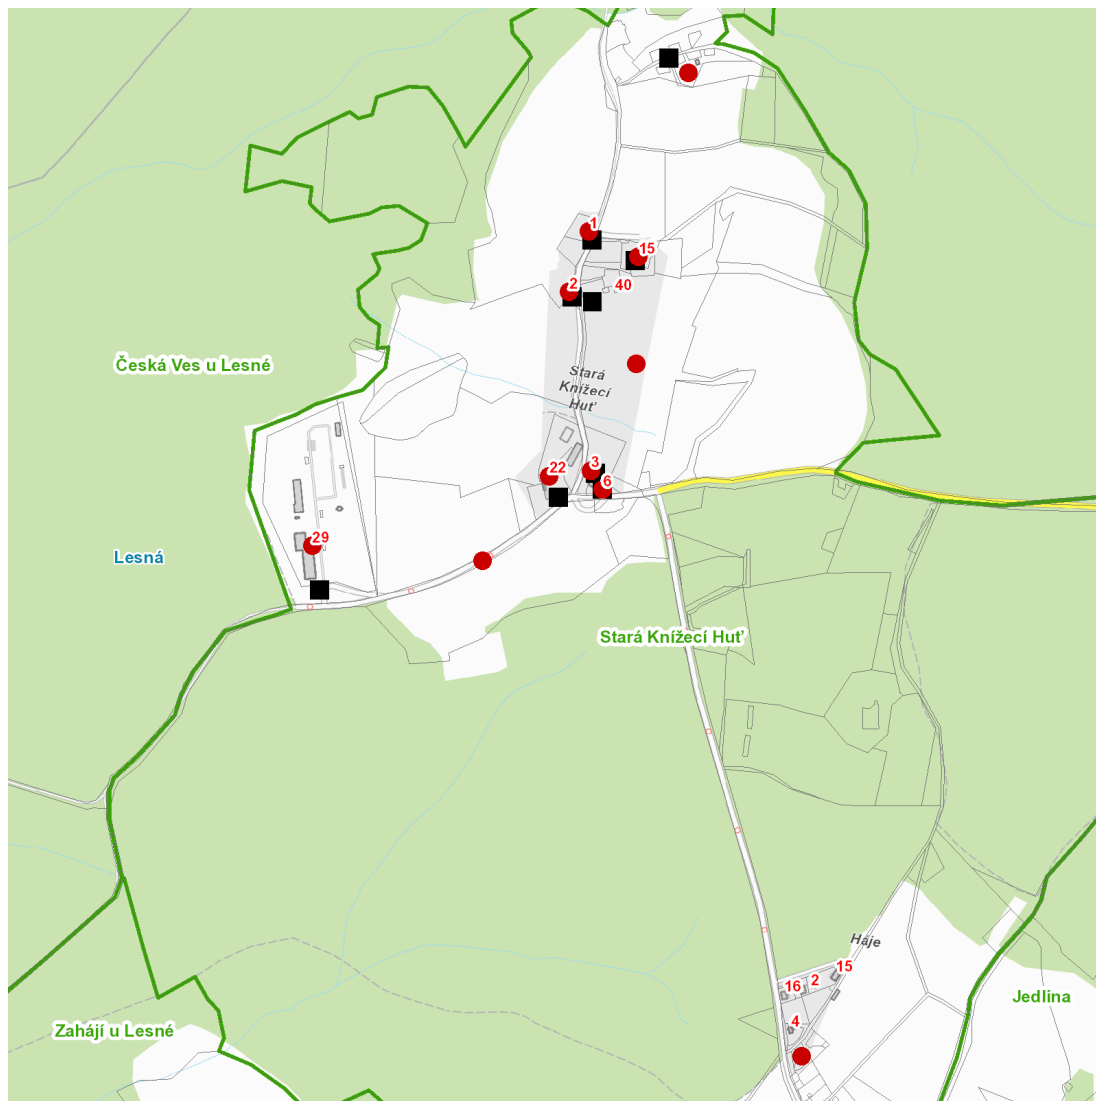 1
15
2
40
Česká Ves u Lesné
Stará
Knížecí
Huť
3
22
6
29
Lesná
Stará Knížecí Huť
Háje
15
2
16
Jedlina
4
Zahájí u Lesné